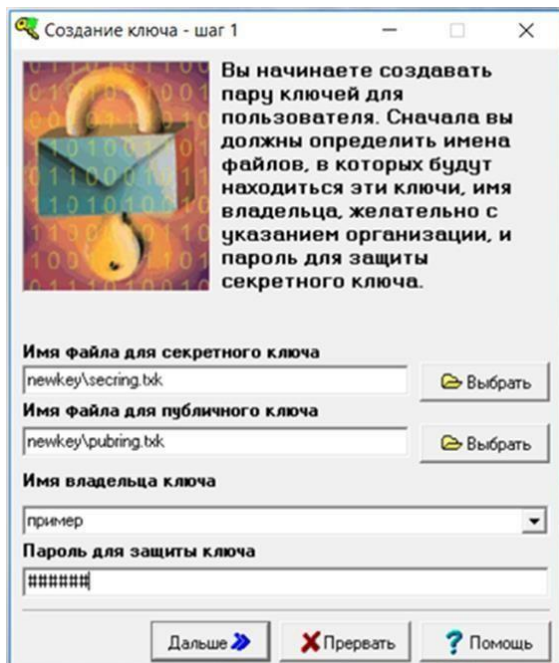 Создание ключа - шаг 1
Вы начинаете создавать
пару ключей для
пользователя. Сначала вы
должны определить имена
файлов, в которых будут
находиться эти ключи, имя
владельца, желательно с
указанием организации, и
пароль для защиты
секретного ключа.
Имя файла для секретного ключа
newkey\secring.txk
Выбрать
Имя файла для публичного ключа
newkey\pubring.txk
Выбрать
Имя владельца ключа
пример
Пароль для защиты ключа
######
Дальше
Прервать
? Помощь